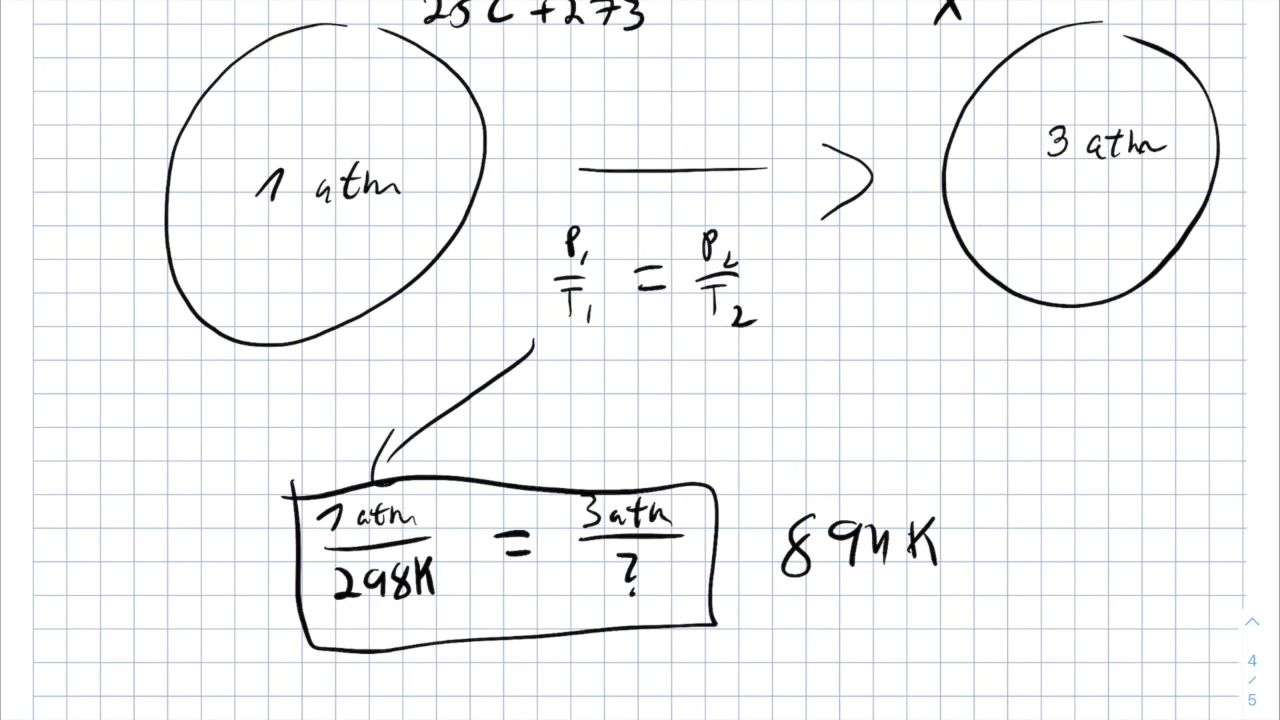 25C +273
x
1 atm
3 atm
P1/T1 = P2/T2
1 atm/298K = 3 atm/?
894K
4/5